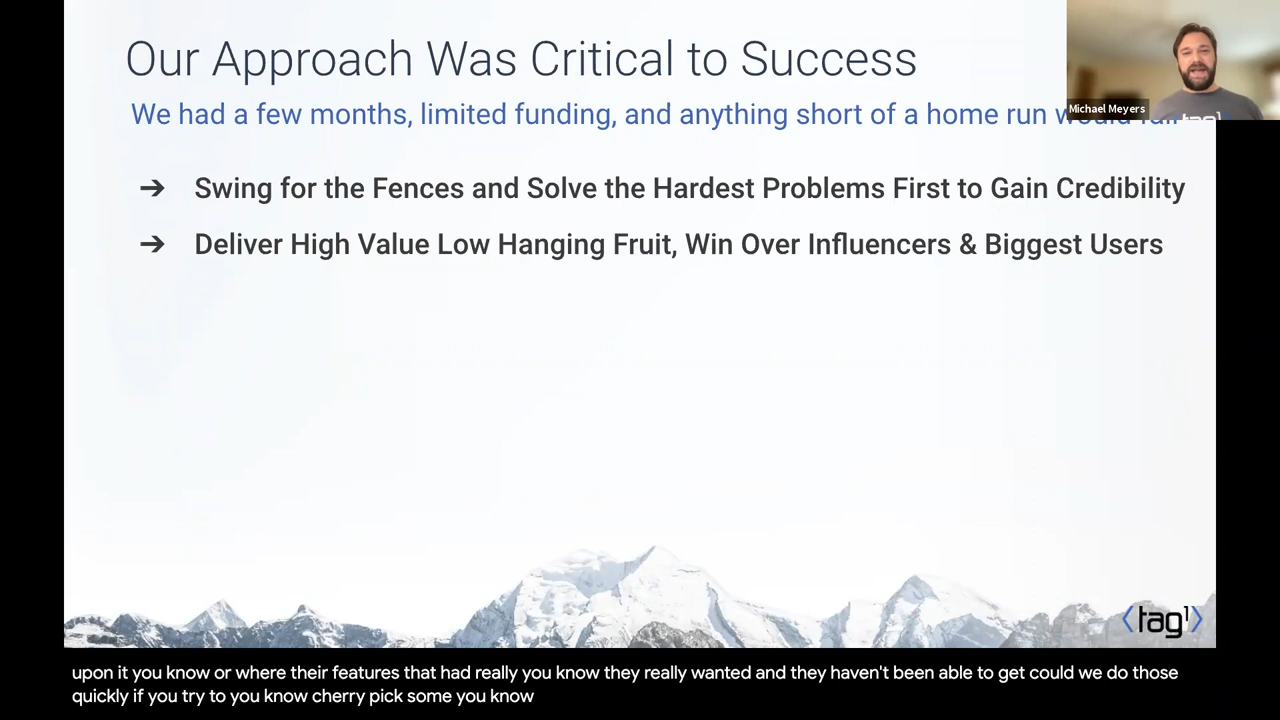 Our Approach Was Critical to Success
We had a few months, limited funding, and anything short of a home run would fail
Michael Meyers
tag1
➔ Swing for the Fences and Solve the Hardest Problems First to Gain Credibility
➔ Deliver High Value Low Hanging Fruit, Win Over Influencers & Biggest Users
⟨tag1⟩
upon it you know or where their features that had really you know they really wanted and they haven't been able to get could we do those
quickly if you try to you know cherry pick some you know